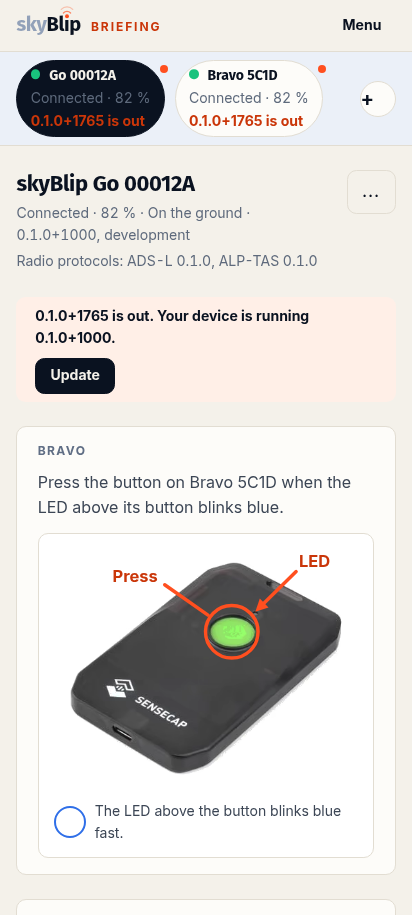 skyBlip BRIEFING
Menu
Go 00012A
Connected · 82 %
0.1.0+1765 is out
Bravo 5C1D
Connected · 82 %
0.1.0+1765 is out
+
skyBlip Go 00012A
...
Connected · 82 % · On the ground ·
0.1.0+1000, development
Radio protocols: ADS-L 0.1.0, ALP-TAS 0.1.0
0.1.0+1765 is out. Your device is running
0.1.0+1000.
Update
BRAVO
Press the button on Bravo 5C1D when the
LED above its button blinks blue.
LED
Press
SENSECAP
The LED above the button blinks blue
fast.